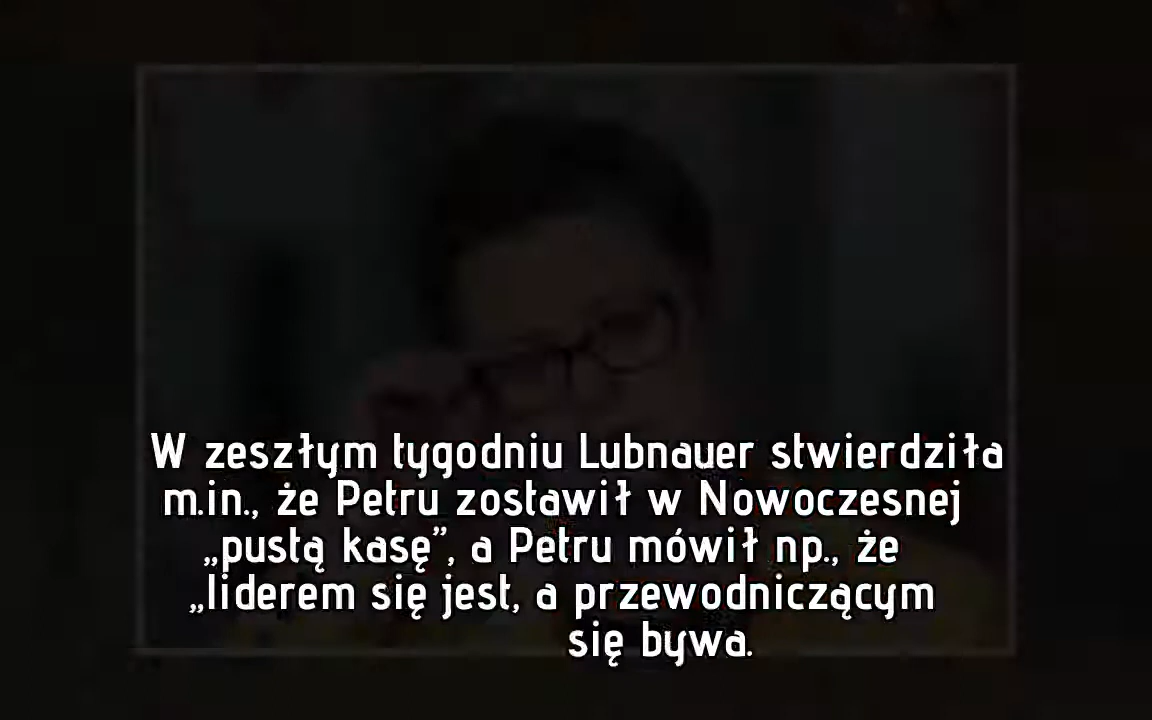 W zeszłym tygodniu Lubnauer stwierdziła
m.in., że Petru zostawił w Nowoczesnej
„pustą kasę”, a Petru mówił np., że
„liderem się jest, a przewodniczącym
się bywa.